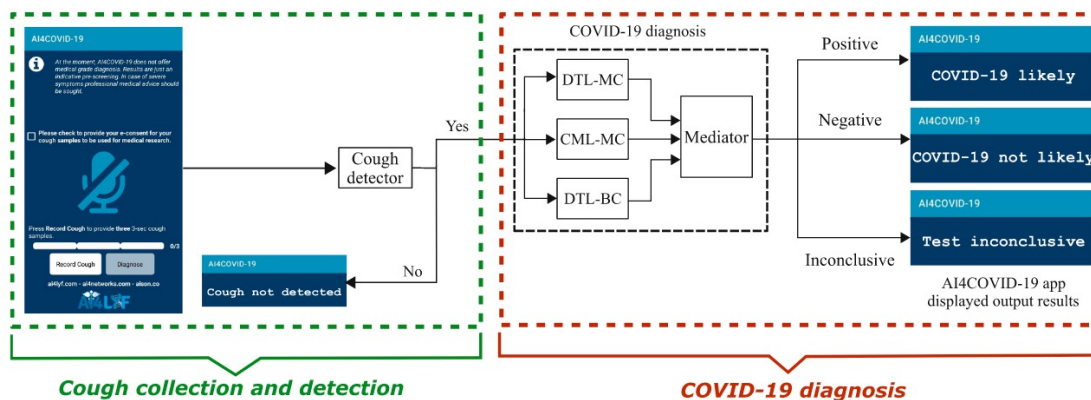 AI4COVID-19
At the moment, AI4COVID-19 does not offer
medical grade diagnosis. Results are just an
indicative pre-screening. In case of severe
symptoms professional medical advice should
be sought.
Please check to provide your e-consent for your
cough samples to be used for medical research.
Press Record Cough to provide three 3-sec cough
samples.
0/3
Record Cough
Diagnose
ai4lyf.com - ai4networks.com - aison.co
AI4LYF
Cough
detector
Yes
No
AI4COVID-19
Cough not detected
Cough collection and detection
COVID-19 diagnosis
DTL-MC
CML-MC
DTL-BC
Mediator
Positive
Negative
Inconclusive
AI4COVID-19
COVID-19 likely
AI4COVID-19
COVID-19 not likely
AI4COVID-19
Test inconclusive
AI4COVID-19 app
displayed output results
COVID-19 diagnosis